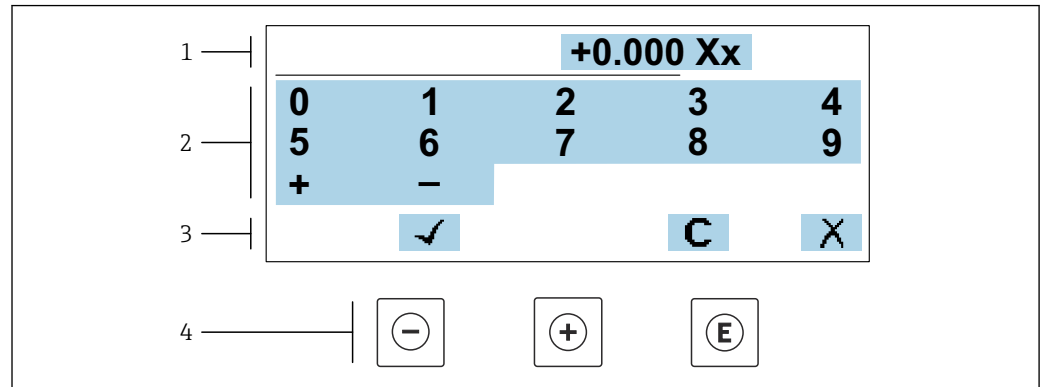 1 +0.000 Xx
0 1 2 3 4
2 5 6 7 8 9
+ −
3 ✓ C X
4 − + E